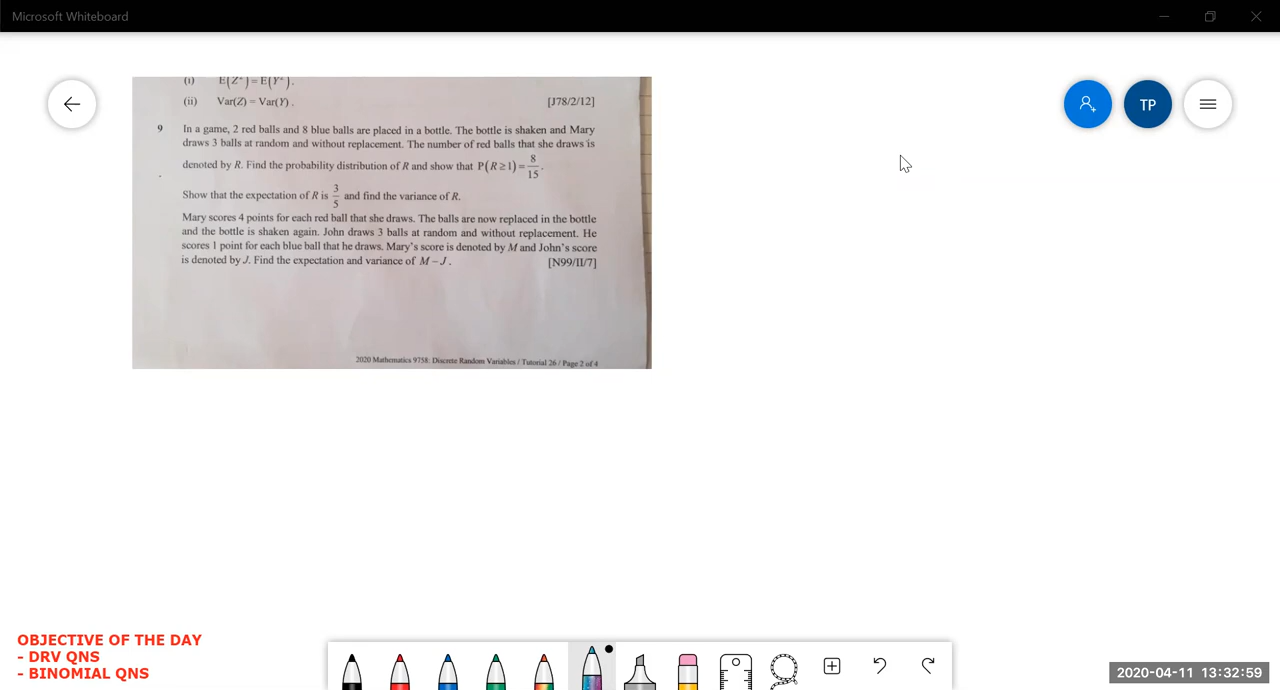 Microsoft Whiteboard
TP
(i) E(Z²) = E(Y²).
(ii) Var(Z) = Var(Y). [J78/2/12]
9 In a game, 2 red balls and 8 blue balls are placed in a bottle. The bottle is shaken and Mary
draws 3 balls at random and without replacement. The number of red balls that she draws is
denoted by R. Find the probability distribution of R and show that P(R ≥ 1) = 8/15.
Show that the expectation of R is 3/5 and find the variance of R.
Mary scores 4 points for each red ball that she draws. The balls are now replaced in the bottle
and the bottle is shaken again. John draws 3 balls at random and without replacement. He
scores 1 point for each blue ball that he draws. Mary's score is denoted by M and John's score
is denoted by J. Find the expectation and variance of M – J. [N99/II/7]
2020 Mathematics 9758: Discrete Random Variables / Tutorial 26 / Page 2 of 4
OBJECTIVE OF THE DAY
- DRV QNS
- BINOMIAL QNS
2020-04-11 13:32:59